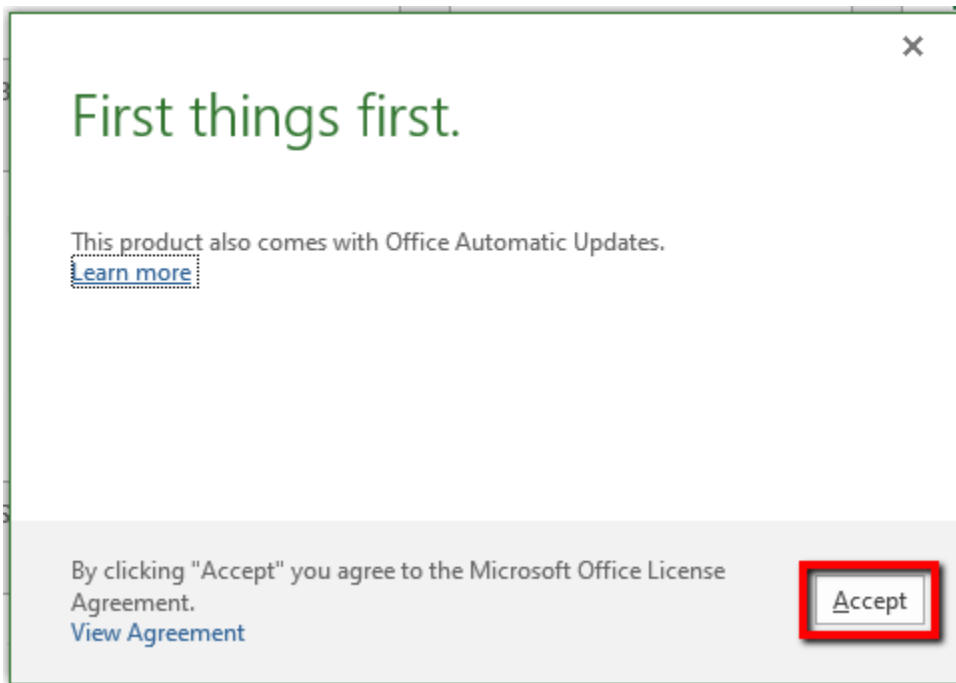 First things first.
This product also comes with Office Automatic Updates.
Learn more
By clicking "Accept" you agree to the Microsoft Office License
Agreement.
View Agreement
Accept